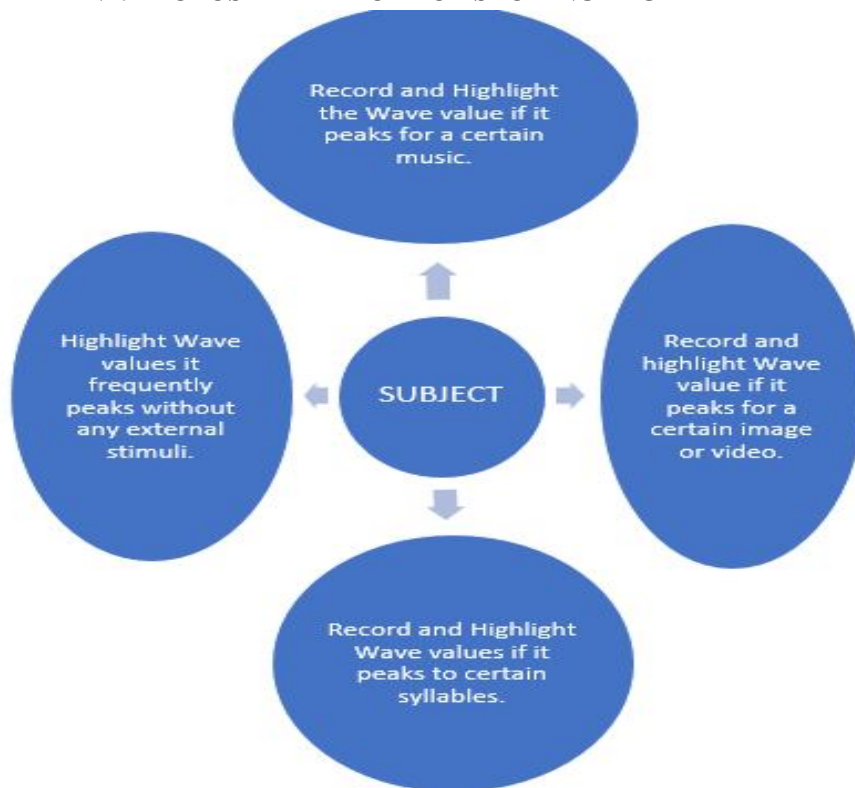 Record and Highlight
the Wave value if it
peaks for a certain
music.
Highlight Wave
values it
frequently
peaks without
any external
stimuli.
SUBJECT
Record and
highlight Wave
value if it
peaks for a
certain image
or video.
Record and Highlight
Wave values if it
peaks to certain
syllables.